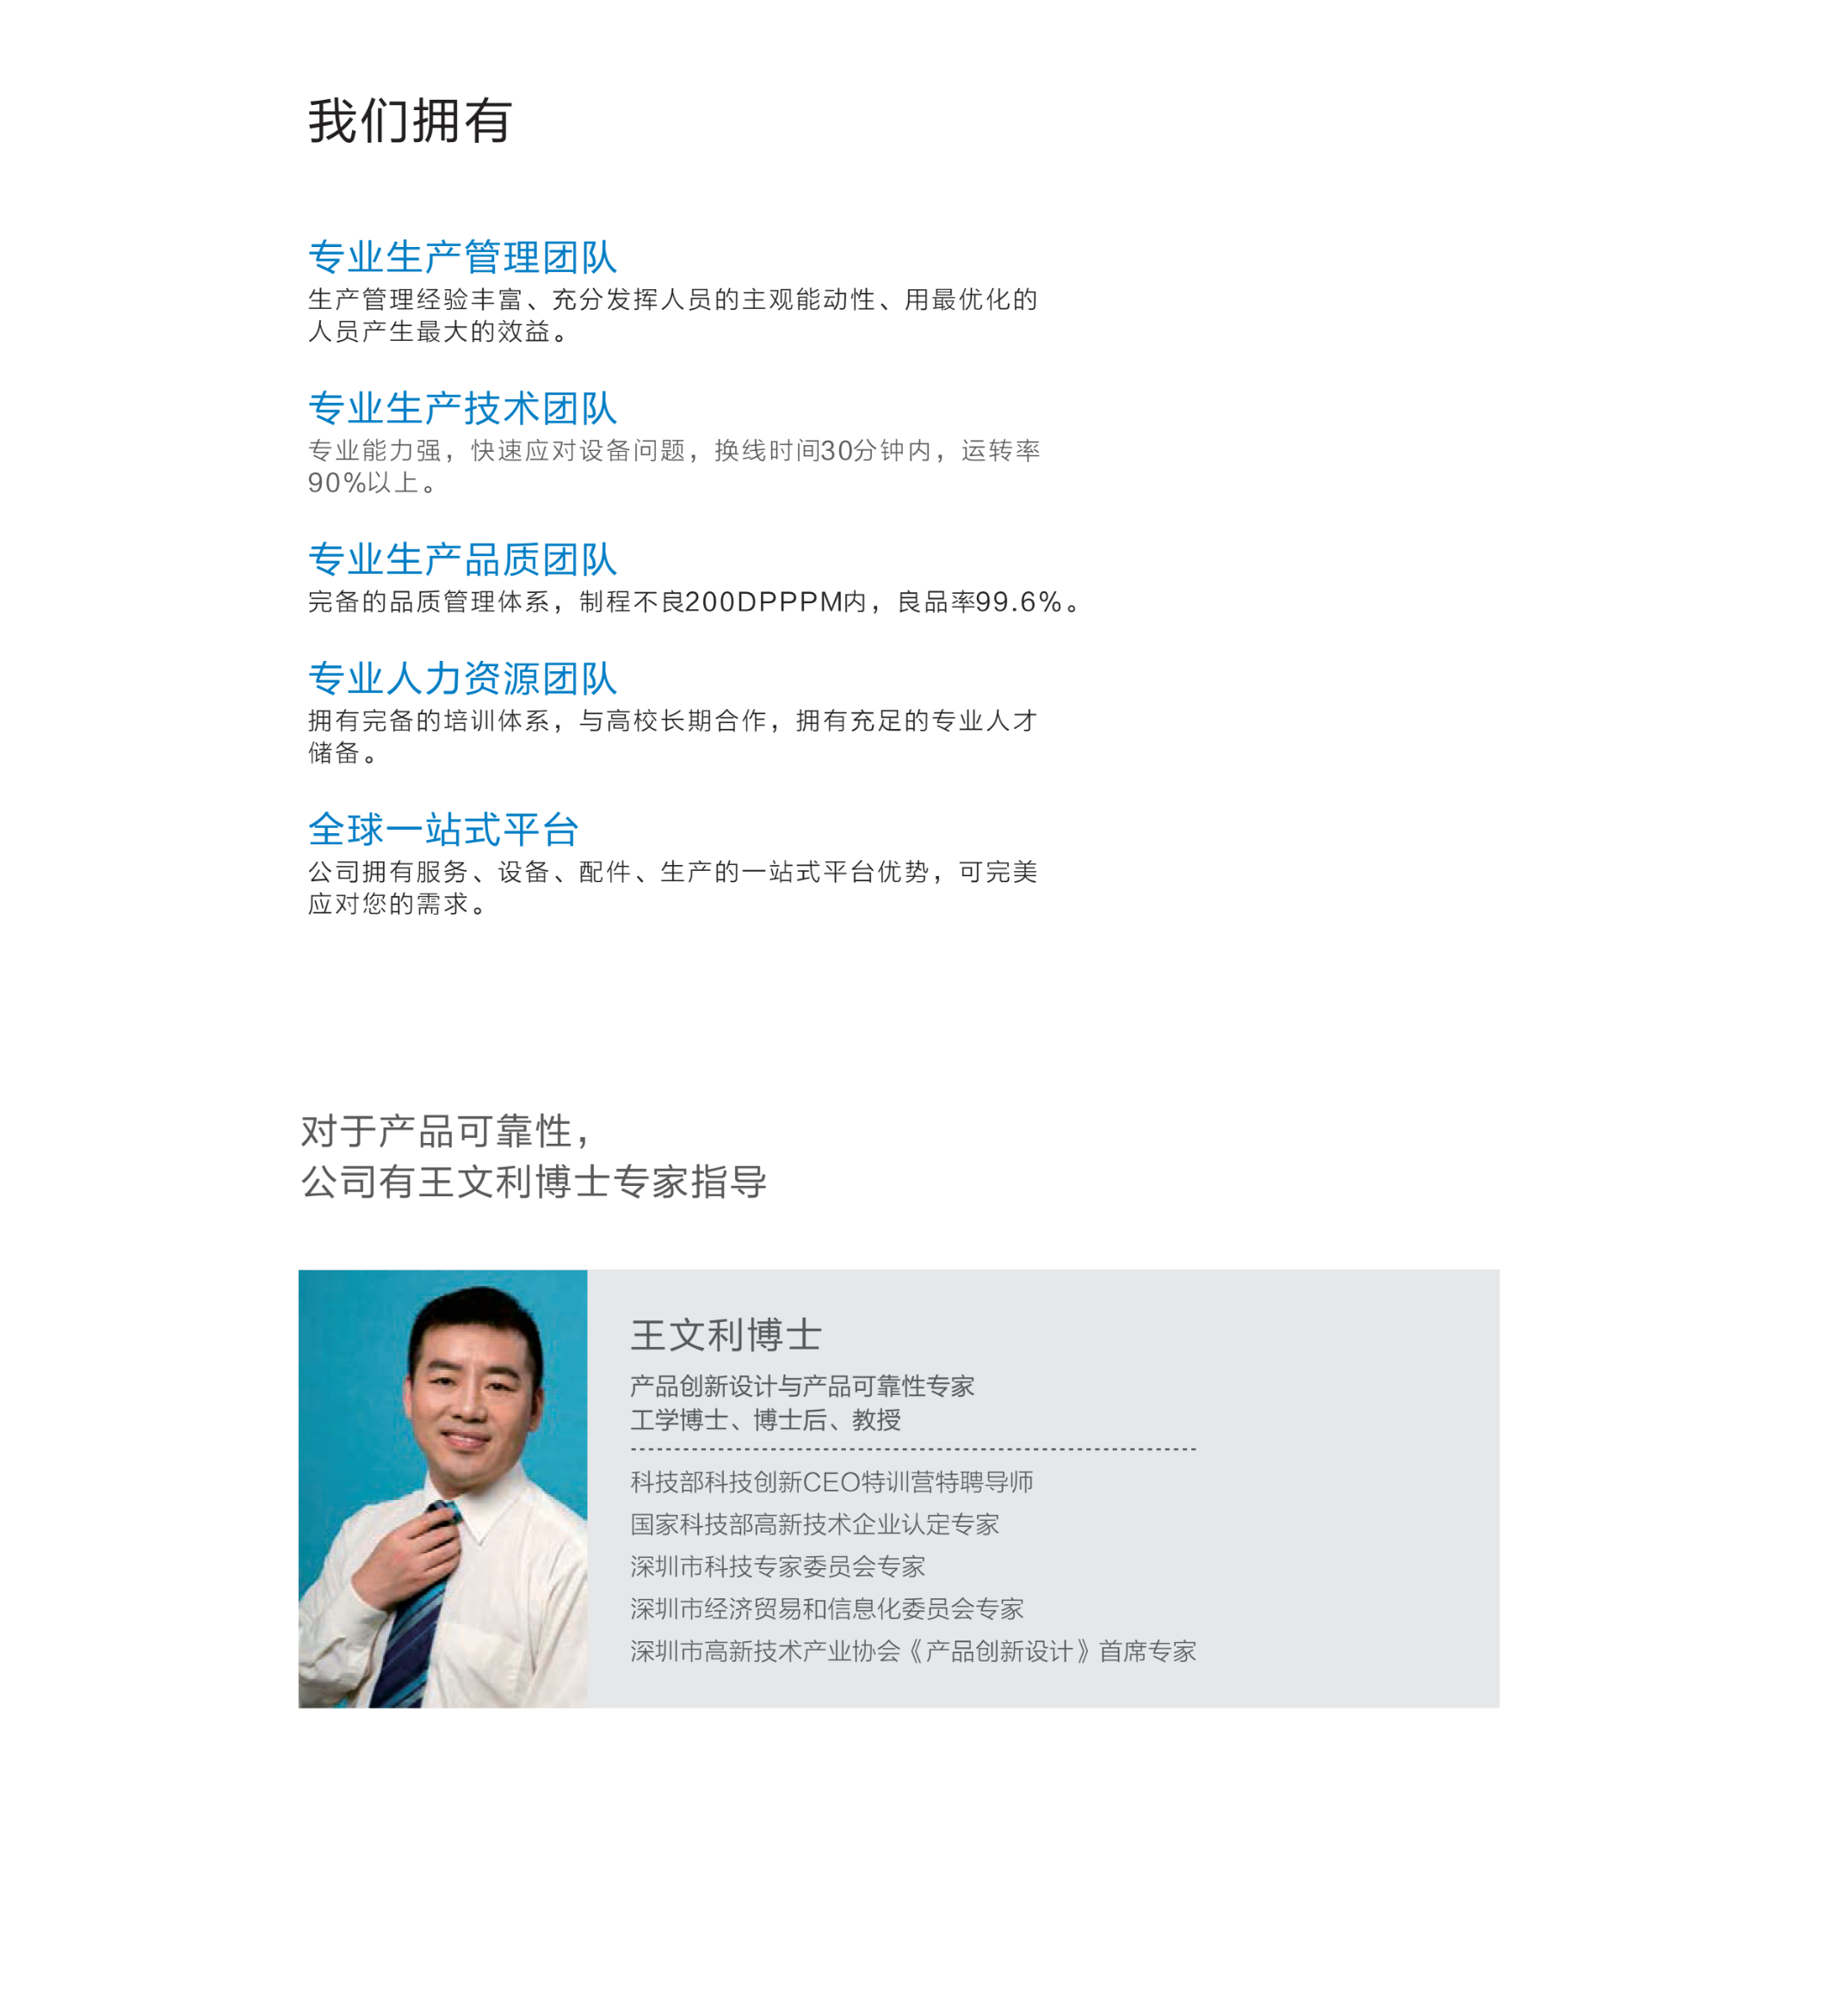 我们拥有
专业生产管理团队
生产管理经验丰富、充分发挥人员的主观能动性、用最优化的
人员产生最大的效益。
专业生产技术团队
专业能力强，快速应对设备问题，换线时间30分钟内，运转率
90%以上。
专业生产品质团队
完备的品质管理体系，制程不良200DPPPM内，良品率99.6%。
专业人力资源团队
拥有完备的培训体系，与高校长期合作，拥有充足的专业人才
储备。
全球一站式平台
公司拥有服务、设备、配件、生产的一站式平台优势，可完美
应对您的需求。
对于产品可靠性，
公司有王文利博士专家指导
王文利博士
产品创新设计与产品可靠性专家
工学博士、博士后、教授
科技部科技创新CEO特训营特聘导师
国家科技部高新技术企业认定专家
深圳市科技专家委员会专家
深圳市经济贸易和信息化委员会专家
深圳市高新技术产业协会《产品创新设计》首席专家